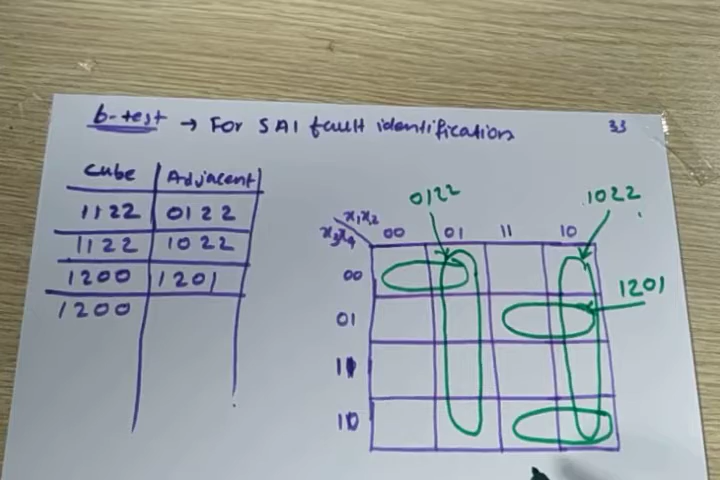 b-test → For SA1 fault identification 33
Cube Adjacent
1122 0122
1122 1022
1200 1201
1200
0122
1022
x1x2
x3x4 00 01 11 10
00
01
11
10
1201